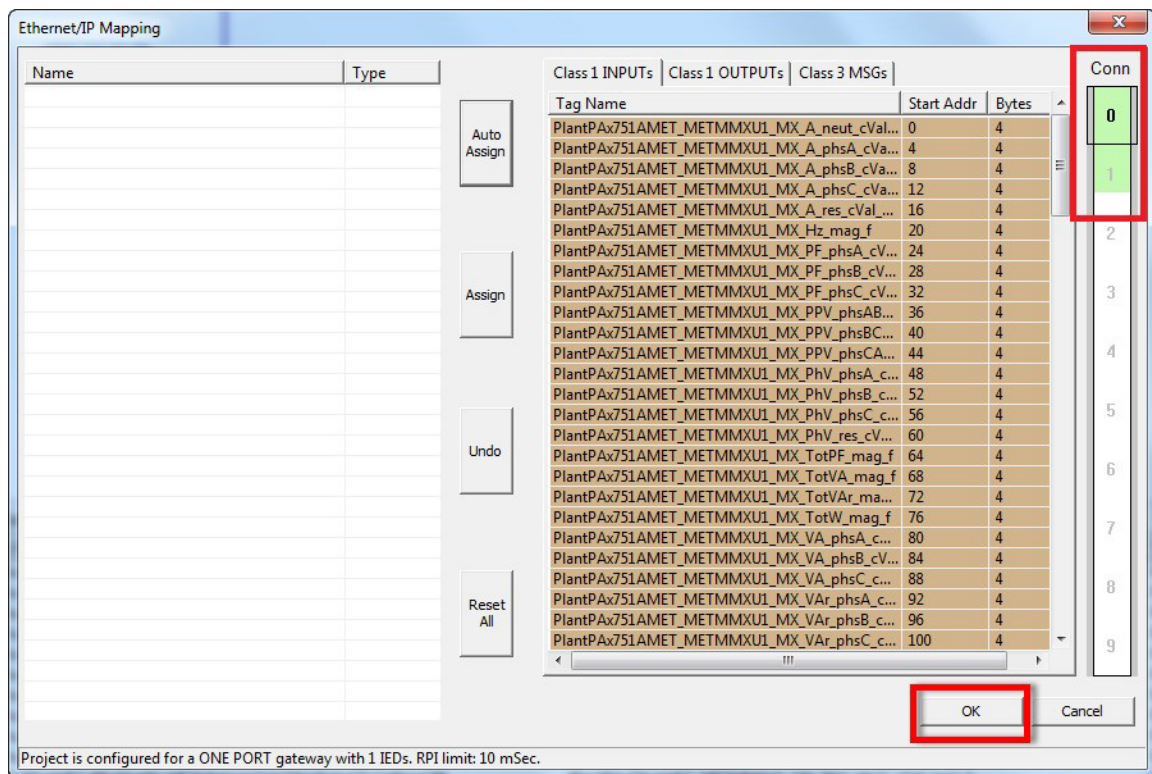 Ethernet/IP Mapping
Name Type
Auto Assign
Assign
Undo
Reset All
Class 1 INPUTs Class 1 OUTPUTs Class 3 MSGs
Tag Name Start Addr Bytes
PlantPAx751AMET_METMMXU1_MX_A_neut_cVal... 0 4
PlantPAx751AMET_METMMXU1_MX_A_phsA_cVa... 4 4
PlantPAx751AMET_METMMXU1_MX_A_phsB_cVa... 8 4
PlantPAx751AMET_METMMXU1_MX_A_phsC_cVa... 12 4
PlantPAx751AMET_METMMXU1_MX_A_res_cVal_... 16 4
PlantPAx751AMET_METMMXU1_MX_Hz_mag_f 20 4
PlantPAx751AMET_METMMXU1_MX_PF_phsA_cV... 24 4
PlantPAx751AMET_METMMXU1_MX_PF_phsB_cV... 28 4
PlantPAx751AMET_METMMXU1_MX_PF_phsC_cV... 32 4
PlantPAx751AMET_METMMXU1_MX_PPV_phsAB... 36 4
PlantPAx751AMET_METMMXU1_MX_PPV_phsBC... 40 4
PlantPAx751AMET_METMMXU1_MX_PPV_phsCA... 44 4
PlantPAx751AMET_METMMXU1_MX_PhV_phsA_c... 48 4
PlantPAx751AMET_METMMXU1_MX_PhV_phsB_c... 52 4
PlantPAx751AMET_METMMXU1_MX_PhV_phsC_c... 56 4
PlantPAx751AMET_METMMXU1_MX_PhV_res_cV... 60 4
PlantPAx751AMET_METMMXU1_MX_TotPF_mag_f 64 4
PlantPAx751AMET_METMMXU1_MX_TotVA_mag_f 68 4
PlantPAx751AMET_METMMXU1_MX_TotVAr_ma... 72 4
PlantPAx751AMET_METMMXU1_MX_TotW_mag_f 76 4
PlantPAx751AMET_METMMXU1_MX_VA_phsA_c... 80 4
PlantPAx751AMET_METMMXU1_MX_VA_phsB_cV... 84 4
PlantPAx751AMET_METMMXU1_MX_VA_phsC_c... 88 4
PlantPAx751AMET_METMMXU1_MX_VAr_phsA_c... 92 4
PlantPAx751AMET_METMMXU1_MX_VAr_phsB_c... 96 4
PlantPAx751AMET_METMMXU1_MX_VAr_phsC_c... 100 4
Conn
0
1
2
3
4
5
6
7
8
9
OK Cancel
Project is configured for a ONE PORT gateway with 1 IEDs. RPI limit: 10 mSec.